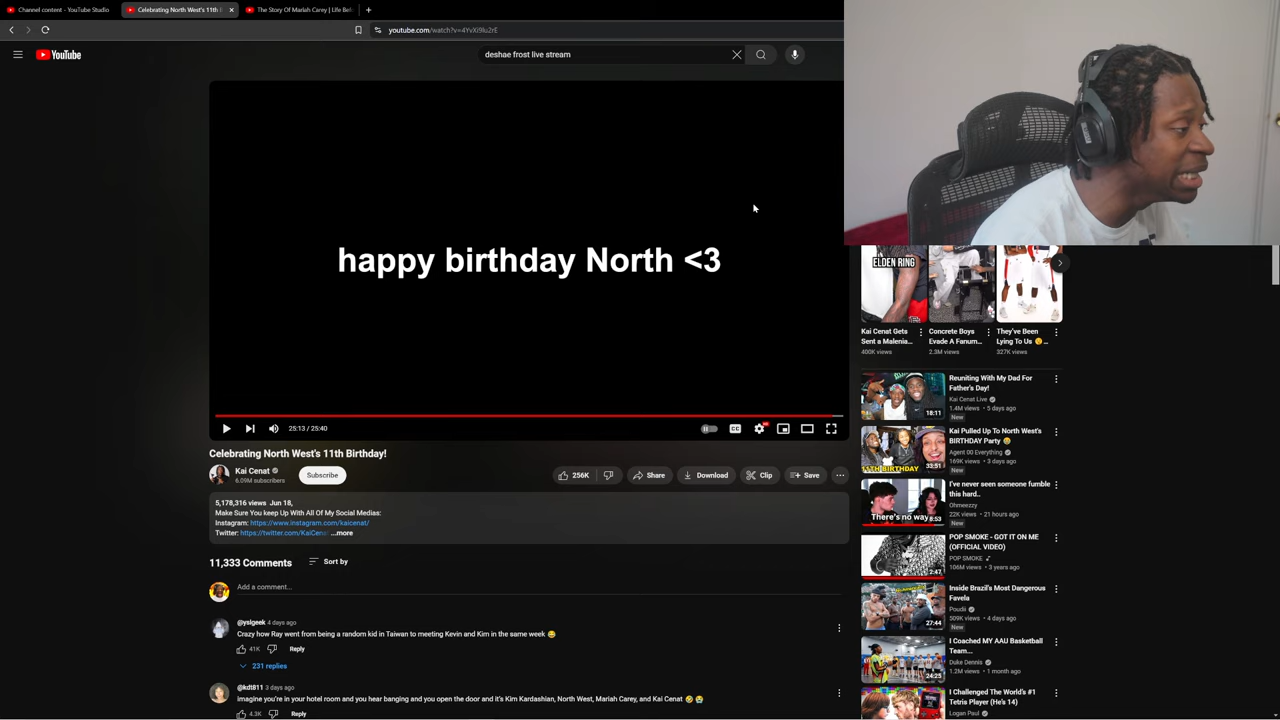 Channel content - YouTube Studio
Celebrating North West's 11th B
The Story Of Mariah Carey | Life Be
youtube.com/watch?v=4YvXi9lu2rE
YouTube
deshae frost live stream
happy birthday North <3
25:13 / 25:40
CC
Celebrating North West's 11th Birthday!
Kai Cenat
6.09M subscribers
Subscribe
256K
Share
Download
Clip
Save
5,178,316 views Jun 18,
Make Sure You keep Up With All Of My Social Medias:
Instagram: https://www.instagram.com/kaicenat/
Twitter: https://twitter.com/KaiCena ...more
11,333 Comments
Sort by
Add a comment...
@yslgeek 4 days ago
Crazy how Ray went from being a random kid in Taiwan to meeting Kevin and Kim in the same week 😂
41K Reply
231 replies
@kdt811 3 days ago
imagine you're in your hotel room and you hear banging and you open the door and it's Kim Kardashian, North West, Mariah Carey, and Kai Cenat 🤣😭
4.3K Reply
ELDEN RING
Kai Cenat Gets
Sent a Malenia...
400K views
Concrete Boys
Evade A Fanum...
2.3M views
They've Been
Lying To Us 😧...
327K views
18:11
Reuniting With My Dad For
Father's Day!
Kai Cenat Live
1.4M views • 5 days ago
11TH BIRTHDAY
33:51
Kai Pulled Up To North West's
BIRTHDAY Party 😂
Agent 00 Everything
169K views • 3 days ago
New
There's no way
8:53
I've never seen someone fumble
this hard..
Ohmeezzy
22K views • 21 hours ago
New
2:47
POP SMOKE - GOT IT ON ME
(OFFICIAL VIDEO)
POP SMOKE ♪
106M views • 3 years ago
27:44
Inside Brazil's Most Dangerous
Favela
Poudii
509K views • 4 days ago
New
24:25
I Coached MY AAU Basketball
Team...
Duke Dennis
1.2M views • 1 month ago
I Challenged The World's #1
Tetris Player (He's 14)
Logan Paul